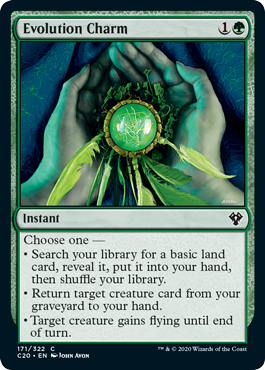 Evolution Charm 1
Instant
Choose one —
• Search your library for a basic land
card, reveal it, put it into your hand,
then shuffle your library.
• Return target creature card from your
graveyard to your hand.
• Target creature gains flying until end
of turn.
171/322 C
C20 • EN John Avon
™ & © 2020 Wizards of the Coast